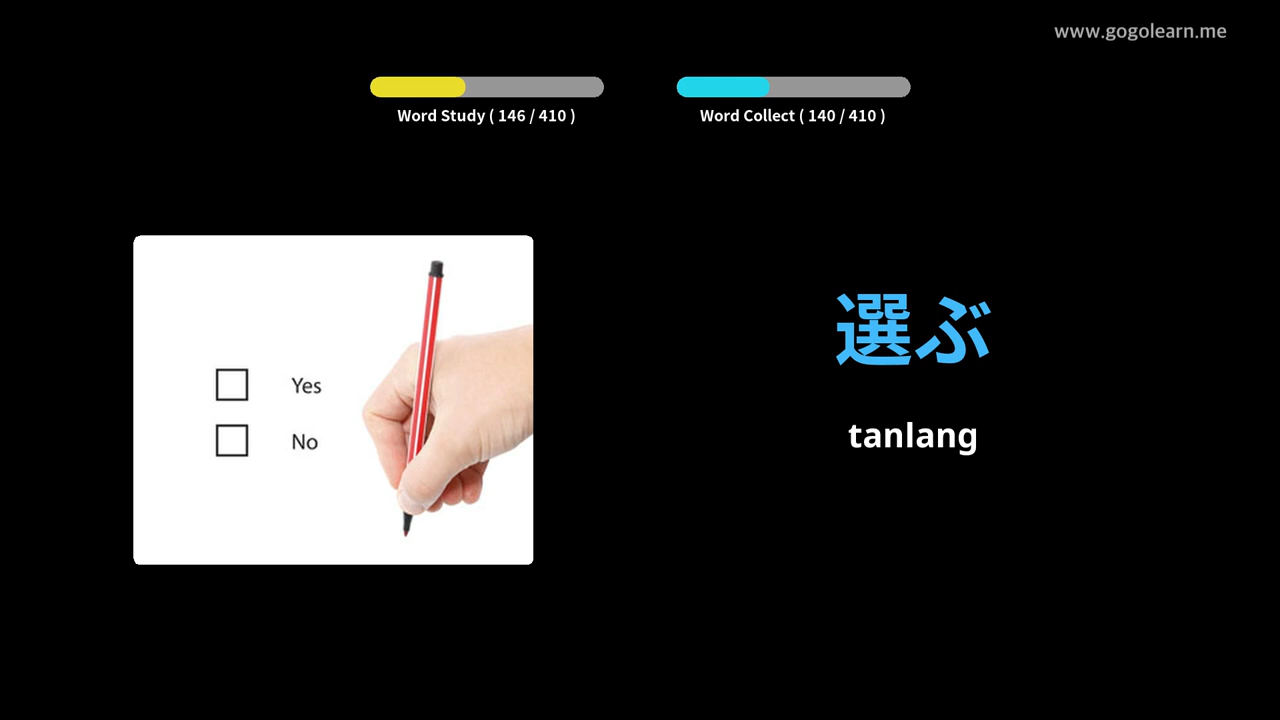 www.gogolearn.me
Word Study ( 146 / 410 )
Word Collect ( 140 / 410 )
Yes
No
選ぶ
tanlang